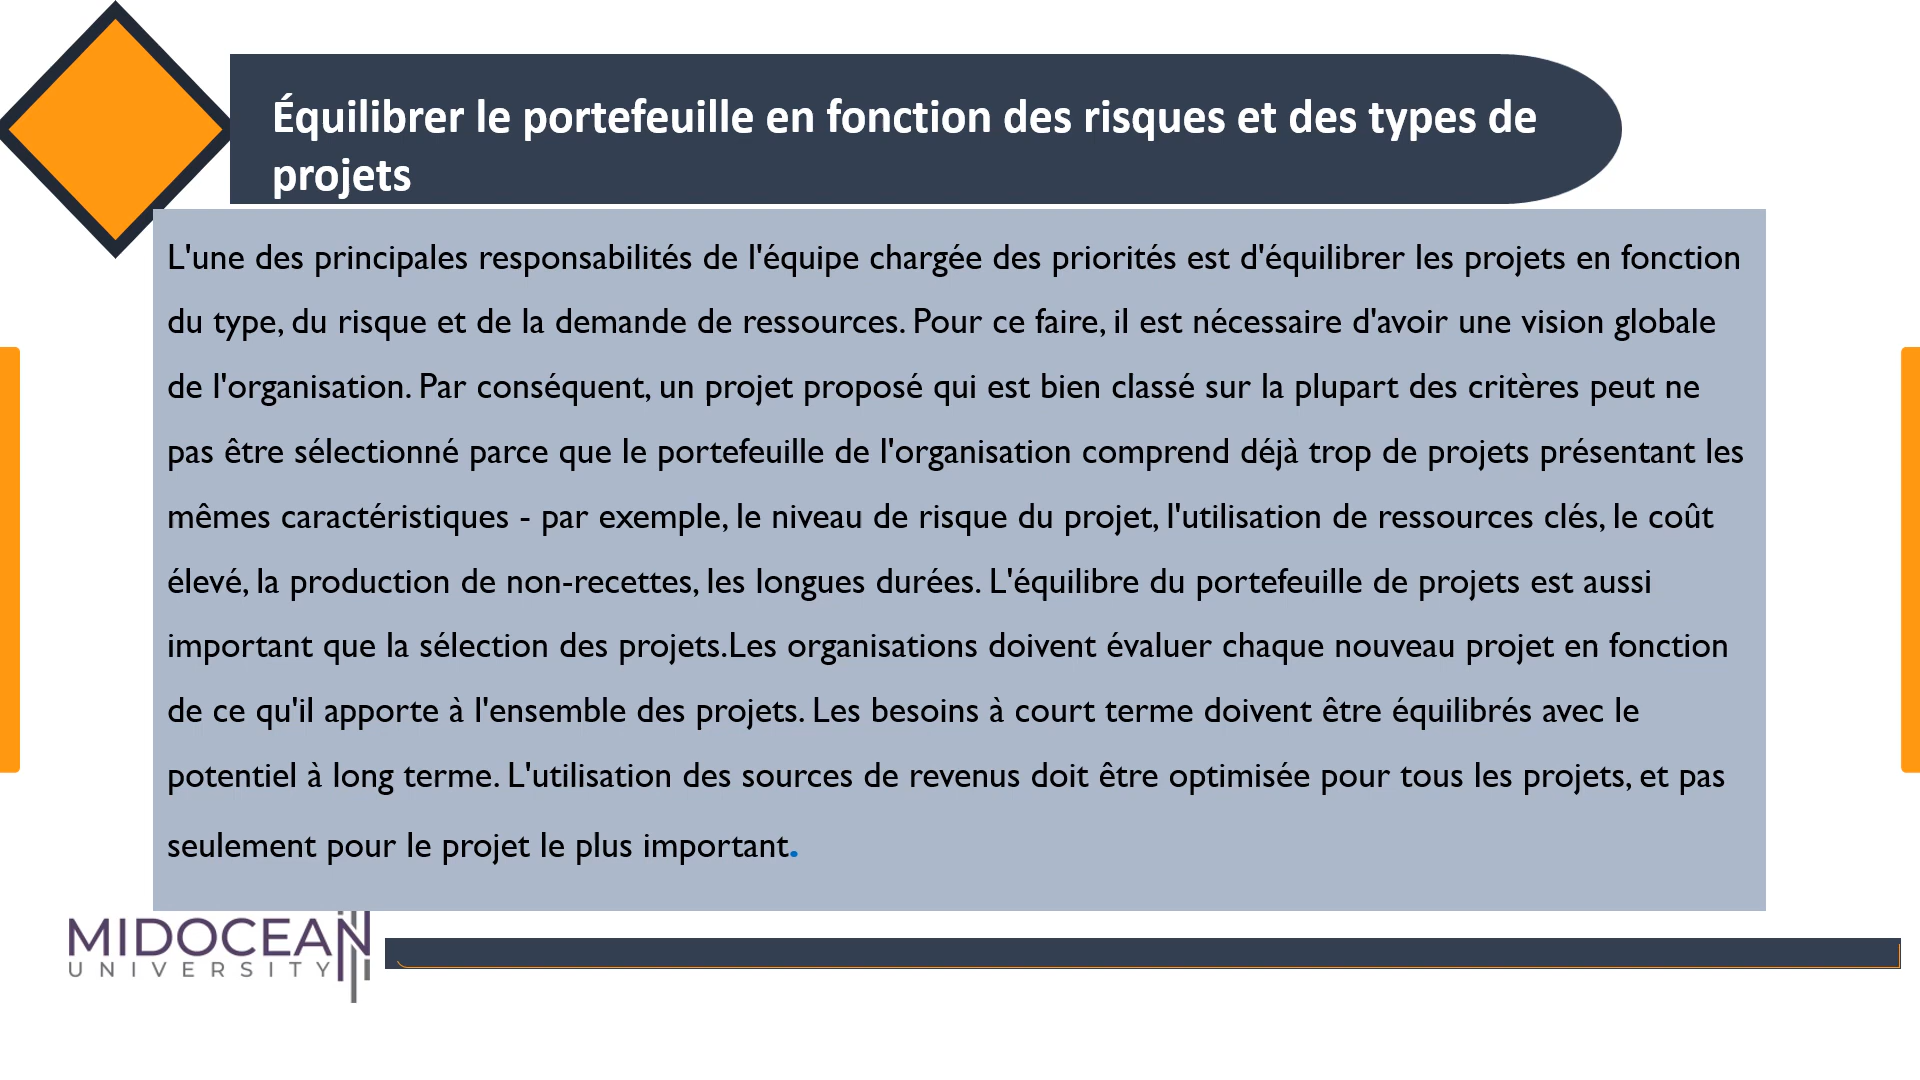 Équilibrer le portefeuille en fonction des risques et des types de
projets
L'une des principales responsabilités de l'équipe chargée des priorités est d'équilibrer les projets en fonction
du type, du risque et de la demande de ressources. Pour ce faire, il est nécessaire d'avoir une vision globale
de l'organisation. Par conséquent, un projet proposé qui est bien classé sur la plupart des critères peut ne
pas être sélectionné parce que le portefeuille de l'organisation comprend déjà trop de projets présentant les
mêmes caractéristiques - par exemple, le niveau de risque du projet, l'utilisation de ressources clés, le coût
élevé, la production de non-recettes, les longues durées. L'équilibre du portefeuille de projets est aussi
important que la sélection des projets.Les organisations doivent évaluer chaque nouveau projet en fonction
de ce qu'il apporte à l'ensemble des projets. Les besoins à court terme doivent être équilibrés avec le
potentiel à long terme. L'utilisation des sources de revenus doit être optimisée pour tous les projets, et pas
seulement pour le projet le plus important.
MIDOCEAN
UNIVERSITY